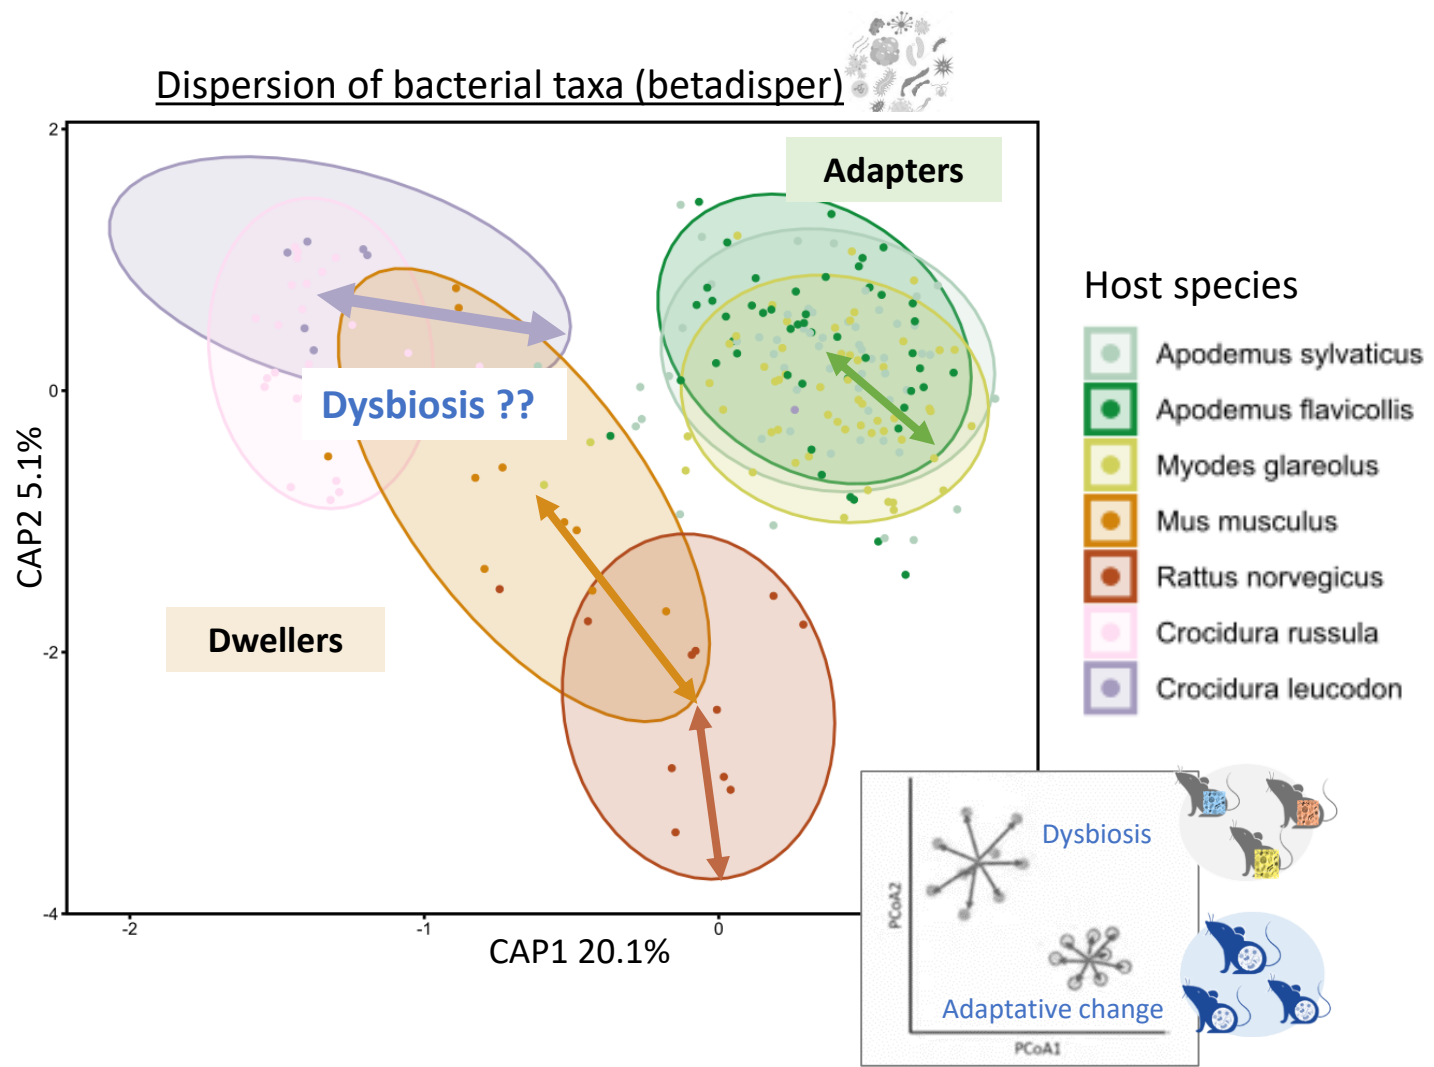 Dispersion of bacterial taxa (betadisper)
2
0
-2
-4
CAP2 5.1%
-2
-1
0
CAP1 20.1%
Adapters
Dysbiosis ??
Dwellers
Host species
Apodemus sylvaticus
Apodemus flavicollis
Myodes glareolus
Mus musculus
Rattus norvegicus
Crocidura russula
Crocidura leucodon
Dysbiosis
PCoA2
Adaptative change
PCoA1